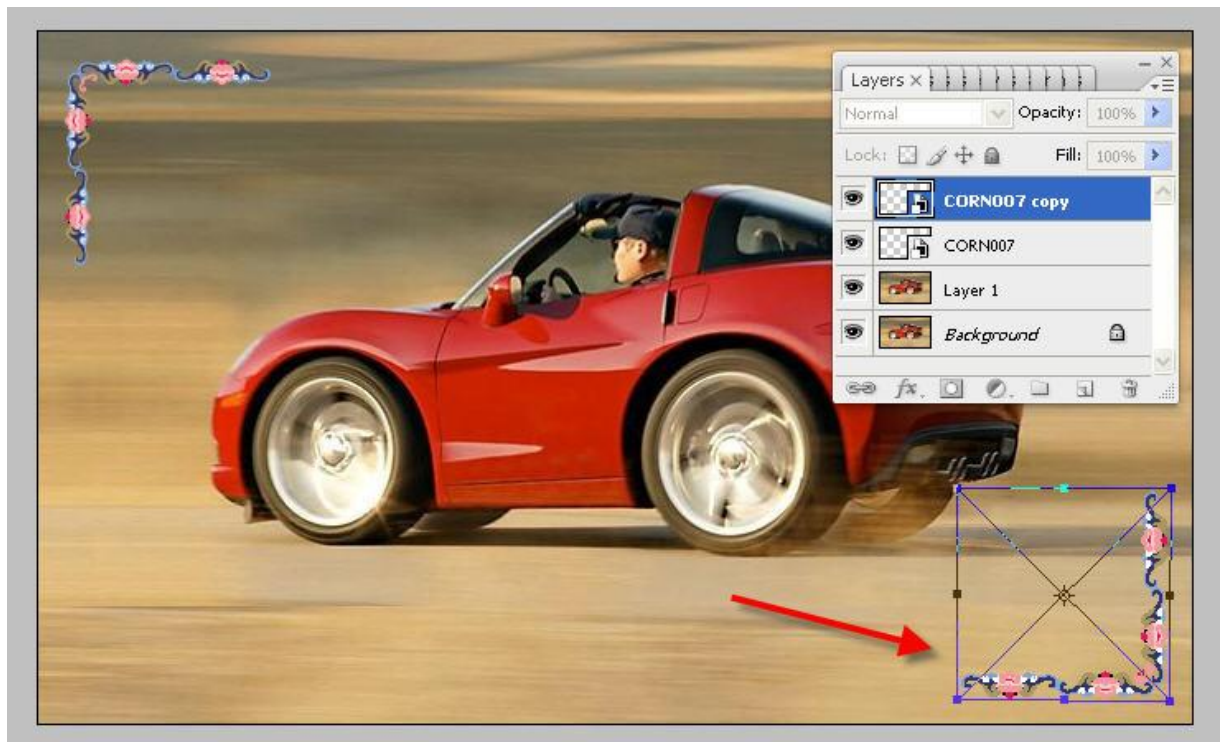 Layers ×
Normal Opacity: 100%
Lock: Fill: 100%
CORN007 copy
CORN007
Layer 1
Background